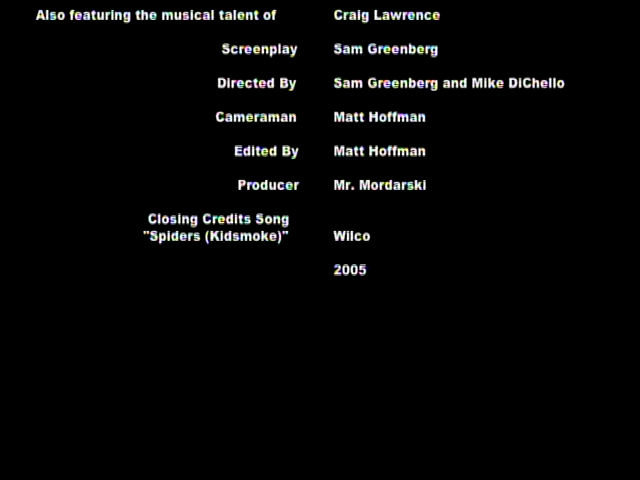 Also featuring the musical talent of Craig Lawrence
Screenplay Sam Greenberg
Directed By Sam Greenberg and Mike DiChello
Cameraman Matt Hoffman
Edited By Matt Hoffman
Producer Mr. Mordarski
Closing Credits Song
"Spiders (Kidsmoke)" Wilco
2005